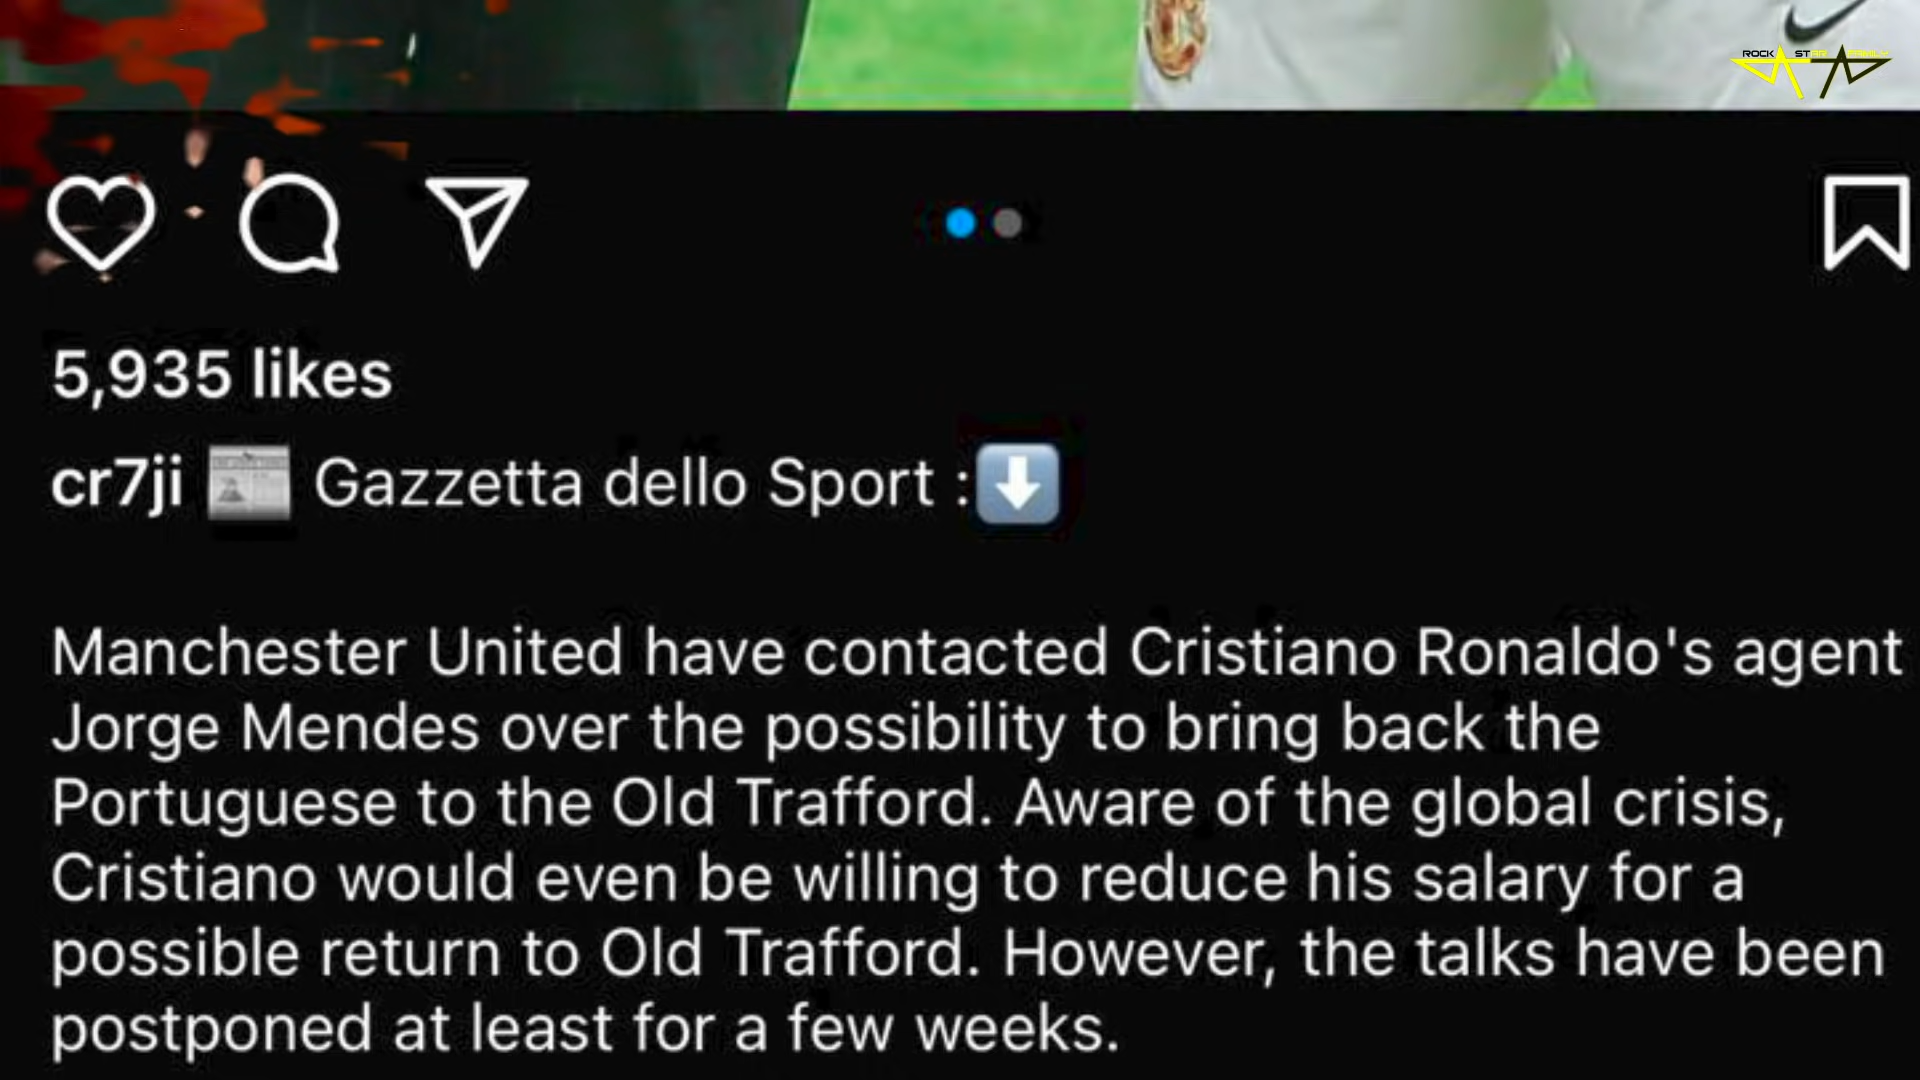 ROCK STAR FAMILY
5,935 likes
cr7ji Gazzetta dello Sport :
Manchester United have contacted Cristiano Ronaldo's agent
Jorge Mendes over the possibility to bring back the
Portuguese to the Old Trafford. Aware of the global crisis,
Cristiano would even be willing to reduce his salary for a
possible return to Old Trafford. However, the talks have been
postponed at least for a few weeks.